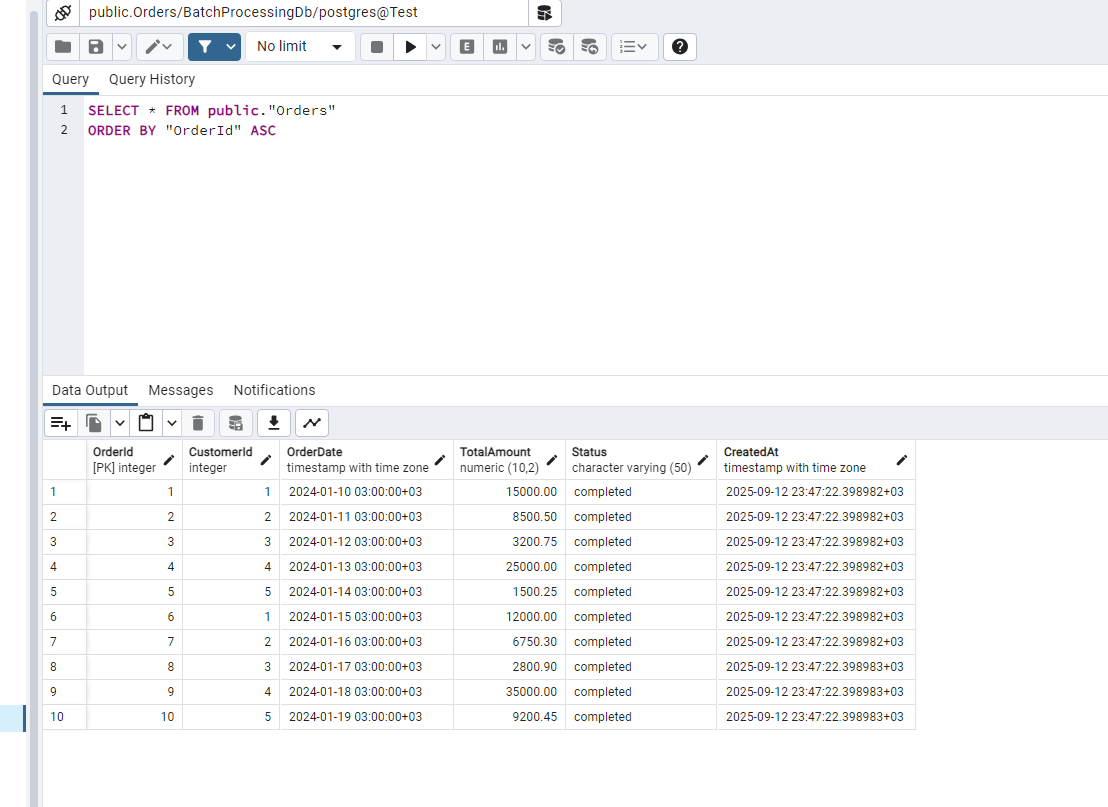 public.Orders/BatchProcessingDb/postgres@Test
No limit
E
Query Query History
1 SELECT * FROM public."Orders"
2 ORDER BY "OrderId" ASC
Data Output Messages Notifications
OrderId CustomerId OrderDate TotalAmount Status CreatedAt
[PK] integer integer timestamp with time zone numeric (10,2) character varying (50) timestamp with time zone
1 1 1 2024-01-10 03:00:00+03 15000.00 completed 2025-09-12 23:47:22.398982+03
2 2 2 2024-01-11 03:00:00+03 8500.50 completed 2025-09-12 23:47:22.398982+03
3 3 3 2024-01-12 03:00:00+03 3200.75 completed 2025-09-12 23:47:22.398982+03
4 4 4 2024-01-13 03:00:00+03 25000.00 completed 2025-09-12 23:47:22.398982+03
5 5 5 2024-01-14 03:00:00+03 1500.25 completed 2025-09-12 23:47:22.398982+03
6 6 1 2024-01-15 03:00:00+03 12000.00 completed 2025-09-12 23:47:22.398982+03
7 7 2 2024-01-16 03:00:00+03 6750.30 completed 2025-09-12 23:47:22.398982+03
8 8 3 2024-01-17 03:00:00+03 2800.90 completed 2025-09-12 23:47:22.398983+03
9 9 4 2024-01-18 03:00:00+03 35000.00 completed 2025-09-12 23:47:22.398983+03
10 10 5 2024-01-19 03:00:00+03 9200.45 completed 2025-09-12 23:47:22.398983+03